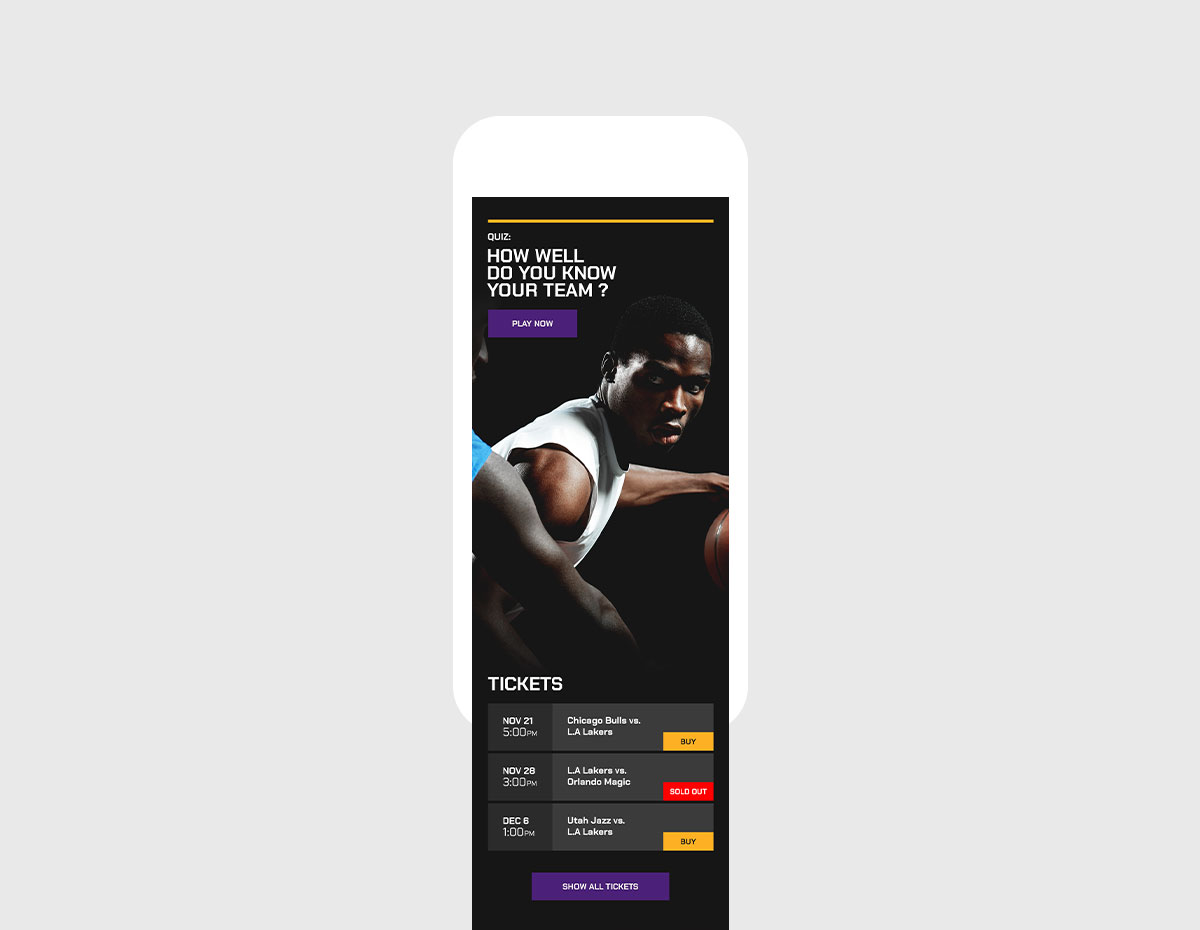 QUIZ:
HOW WELL
DO YOU KNOW
YOUR TEAM ?
PLAY NOW
TICKETS
NOV 21
5:00PM
Chicago Bulls vs.
L.A Lakers
BUY
NOV 28
3:00PM
L.A Lakers vs.
Orlando Magic
SOLD OUT
DEC 6
1:00PM
Utah Jazz vs.
L.A Lakers
BUY
SHOW ALL TICKETS